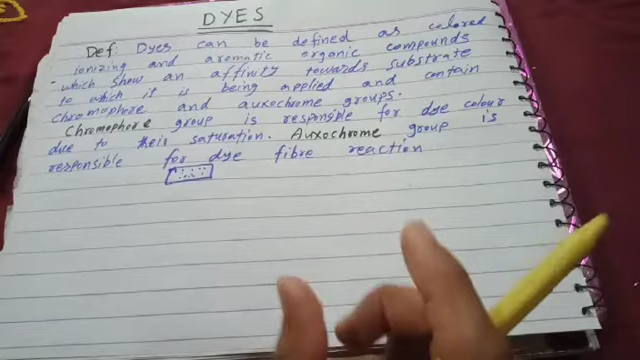 DYES
Def: Dyes can be defined as colored
ionizing and aromatic organic compounds
which show an affinity towards substrate
to which it is being applied and contain
chromophore and auxochrome groups.
Chromophore group is responsible for dye colour
due to their saturation. Auxochrome group is
responsible for dye fibre reaction